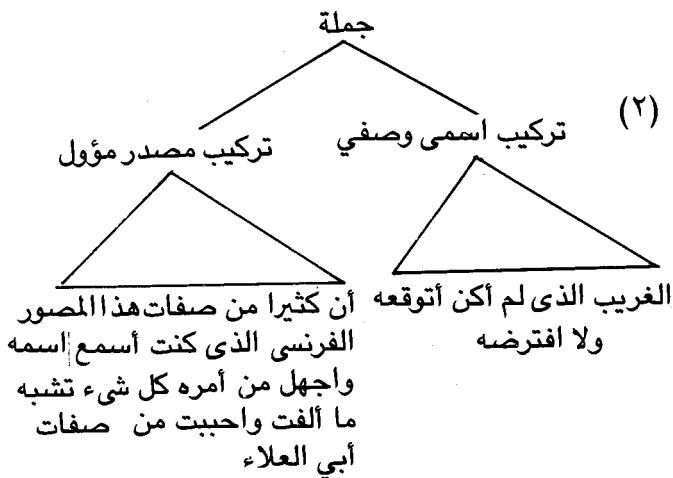 جملة
(٢)
تركيب اسمى وصفي
تركيب مصدر مؤول
الغريب الذى لم أكن أتوقعه
ولا افترضه
أن كثيرا من صفات هذا المصور
الفرنسى الذى كنت أسمع اسمه
واجهل من أمره كل شىء تشبه
ما ألفت واحببت من صفات
أبي العلاء